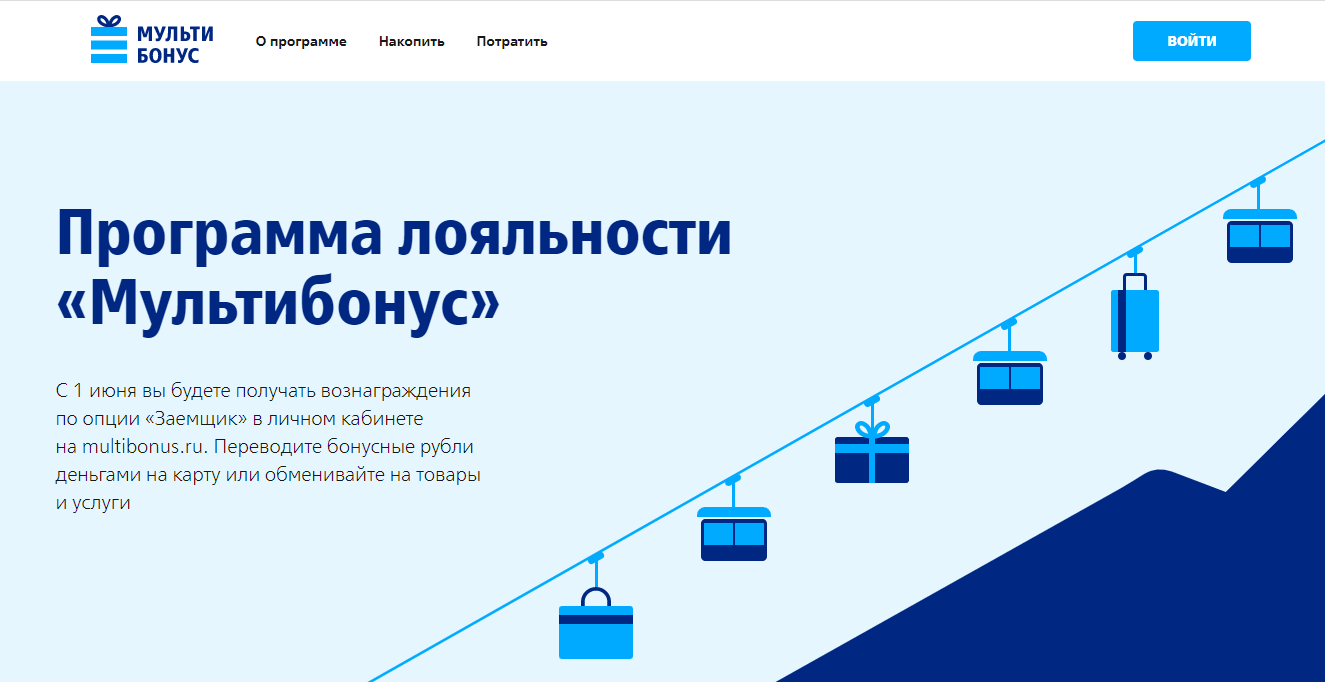 МУЛЬТИ
БОНУС
О программе
Накопить
Потратить
ВОЙТИ
Программа лояльности
«Мультибонус»
С 1 июня вы будете получать вознаграждения
по опции «Заемщик» в личном кабинете
на multibonus.ru. Переводите бонусные рубли
деньгами на карту или обменивайте на товары
и услуги